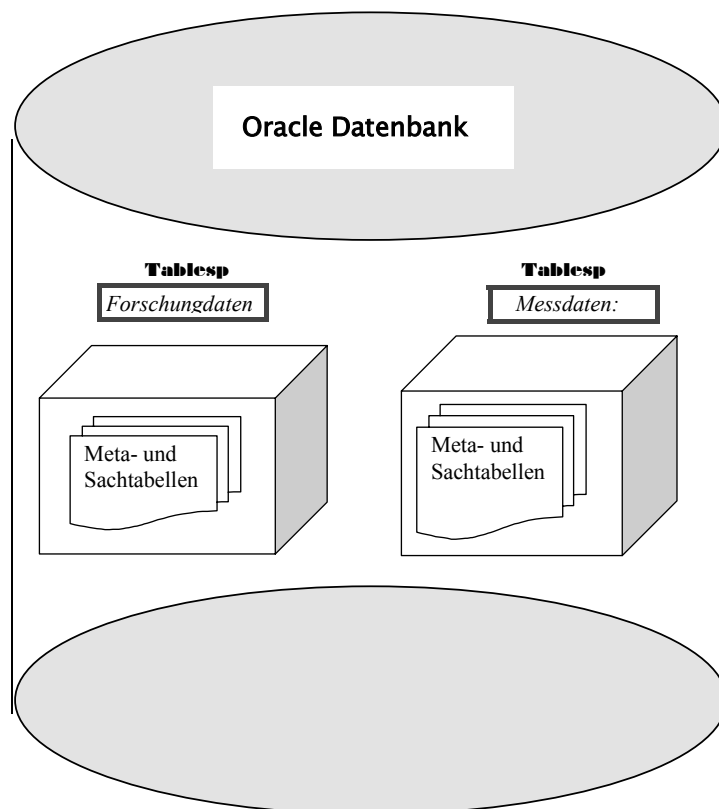 Oracle Datenbank
Tablesp
Forschungdaten
Meta- und
Sachtabellen
Tablesp
Messdaten:
Meta- und
Sachtabellen